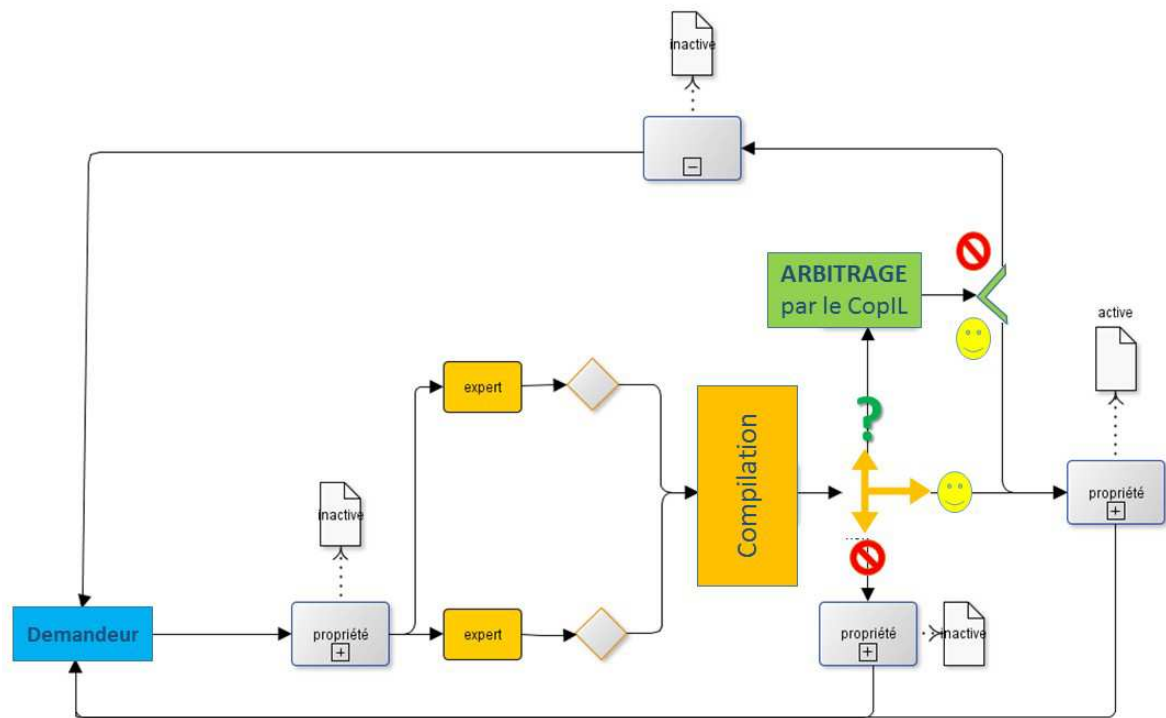 inactive
ARBITRAGE
par le CopIL
active
expert
?
Compilation
propriété
inactive
Demandeur
propriété
expert
propriété
inactive